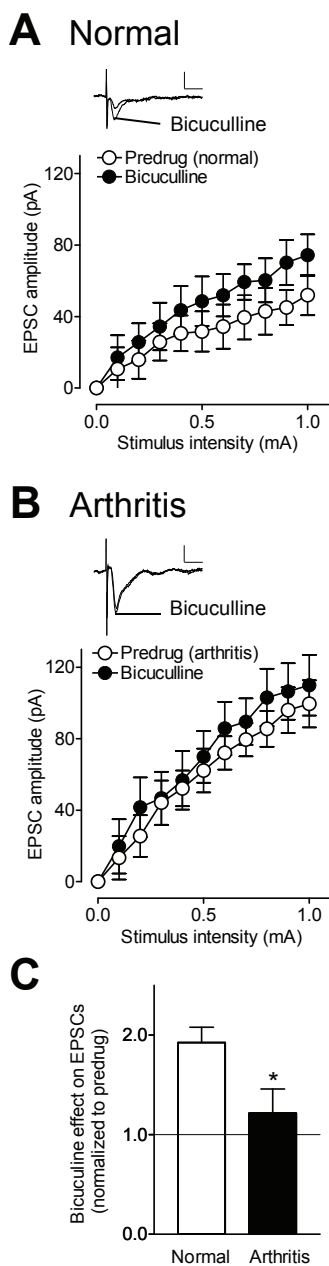 A Normal
Bicuculline
Predrug (normal)
Bicuculline
EPSC amplitude (pA)
120
80
40
0
0.0 0.5 1.0
Stimulus intensity (mA)
B Arthritis
Bicuculline
Predrug (arthritis)
Bicuculline
EPSC amplitude (pA)
120
80
40
0
0.0 0.5 1.0
Stimulus intensity (mA)
C
Bicuculine effect on EPSCs
(normalized to predrug)
2.0
1.0
0.0
*
Normal Arthritis